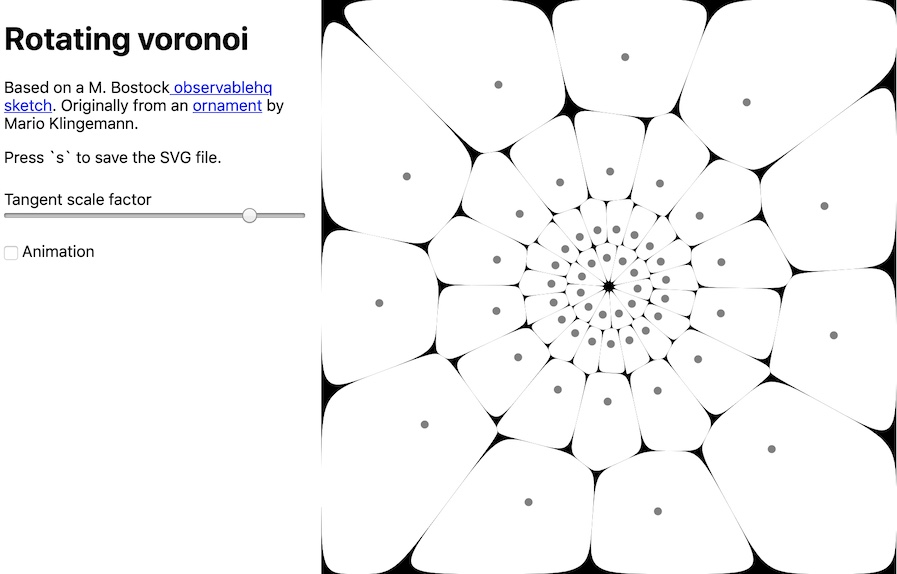 Rotating voronoi
Based on a M. Bostock observablehq
sketch. Originally from an ornament by
Mario Klingemann.
Press `s` to save the SVG file.
Tangent scale factor
Animation